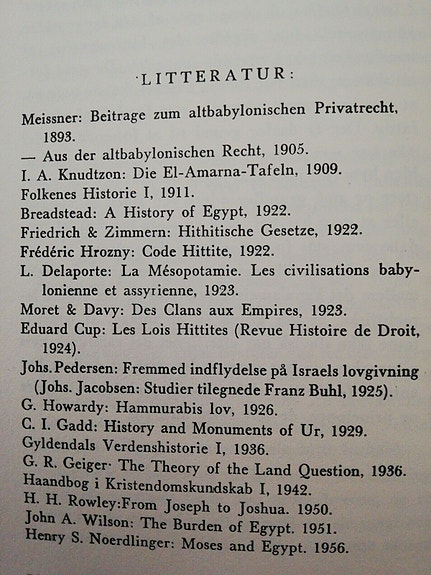 LITTERATUR:
Meissner: Beitrage zum altbabylonischen Privatrecht,
1893.
— Aus der altbabylonischen Recht, 1905.
I. A. Knudtzon: Die El-Amarna-Tafeln, 1909.
Folkenes Historie I, 1911.
Breadstead: A History of Egypt, 1922.
Friedrich & Zimmern: Hithitische Gesetze, 1922.
Frédéric Hrozny: Code Hittite, 1922.
L. Delaporte: La Mésopotamie. Les civilisations baby-
lonienne et assyrienne, 1923.
Moret & Davy: Des Clans aux Empires, 1923.
Eduard Cup: Les Lois Hittites (Revue Histoire de Droit,
1924).
Johs. Pedersen: Fremmed indflydelse på Israels lovgivning
(Johs. Jacobsen: Studier tilegnede Franz Buhl, 1925).
G. Howardy: Hammurabis lov, 1926.
C. I. Gadd: History and Monuments of Ur, 1929.
Gyldendals Verdenshistorie I, 1936.
G. R. Geiger: The Theory of the Land Question, 1936.
Haandbog i Kristendomskundskab I, 1942.
H. H. Rowley:From Joseph to Joshua. 1950.
John A. Wilson: The Burden of Egypt. 1951.
Henry S. Noerdlinger: Moses and Egypt. 1956.